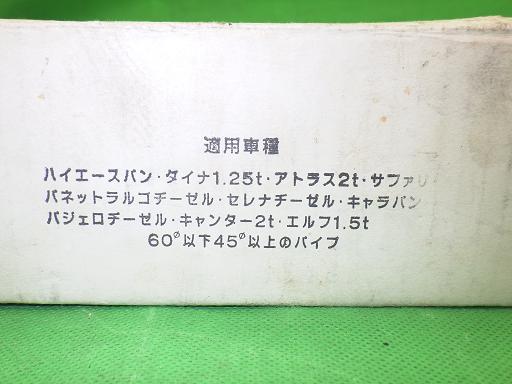 適用車種
ハイエースバン・ダイナ1.25t・アトラス2t・サファリ
バネットラルゴヂーゼル・セレナヂーゼル・キャラバン
パジェロヂーゼル・キャンター2t・エルフ1.5t
60φ以下45φ以上のパイプ